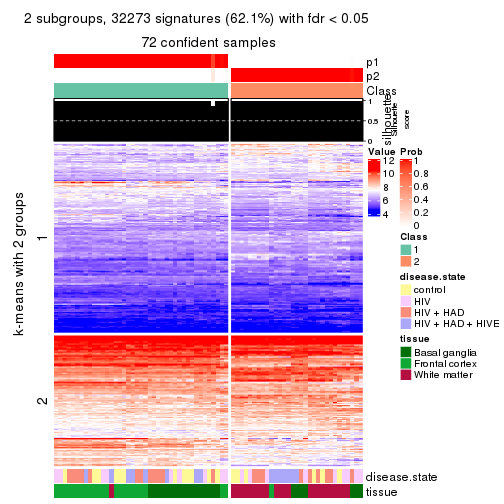 2 subgroups, 32273 signatures (62.1%) with fdr < 0.05
72 confident samples
p1
p2
Class
1
0.5
0
silhouette
Silhouette
score
k-means with 2 groups
1
2
Value
12
10
8
6
4
Prob
1
0.8
0.6
0.4
0.2
0
Class
1
2
disease.state
control
HIV
HIV + HAD
HIV + HAD + HIVE
tissue
Basal ganglia
Frontal cortex
White matter
disease.state
tissue